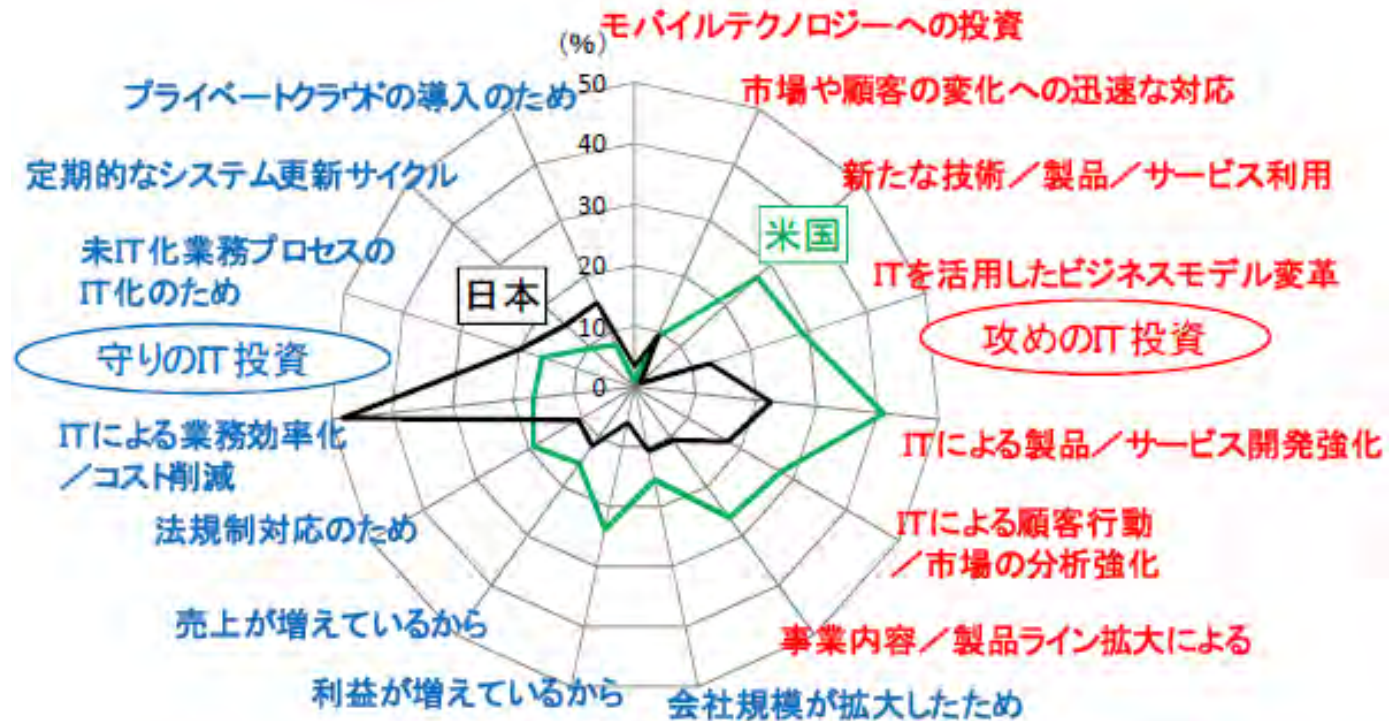 モバイルテクノロジーへの投資
(%)
50
40
30
20
10
0
市場や顧客の変化への迅速な対応
新たな技術／製品／サービス利用
米国
ITを活用したビジネスモデル変革
攻めのIT投資
ITによる製品／サービス開発強化
ITによる顧客行動
／市場の分析強化
事業内容／製品ライン拡大による
会社規模が拡大したため
利益が増えているから
売上が増えているから
法規制対応のため
ITによる業務効率化
／コスト削減
守りのIT投資
未IT化業務プロセスの
IT化のため
日本
定期的なシステム更新サイクル
プライベートクラウドの導入のため